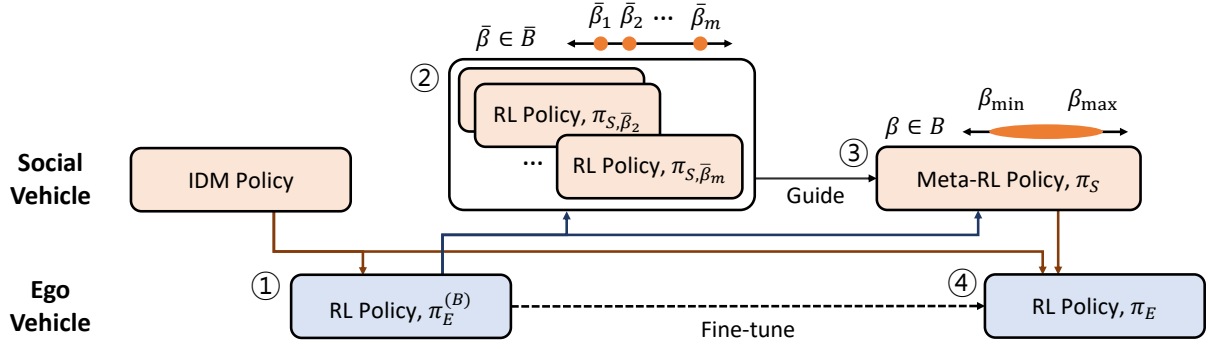 β̄ ∈ B̄
β̄₁ β̄₂ ⋯ β̄ₘ
②
RL Policy, π_{S,β̄₂}
⋯
RL Policy, π_{S,β̄ₘ}
Guide
β_min β_max
β ∈ B
③
Meta-RL Policy, π_S
Social
Vehicle
IDM Policy
Ego
Vehicle
①
RL Policy, π_E^{(B)}
Fine-tune
④
RL Policy, π_E